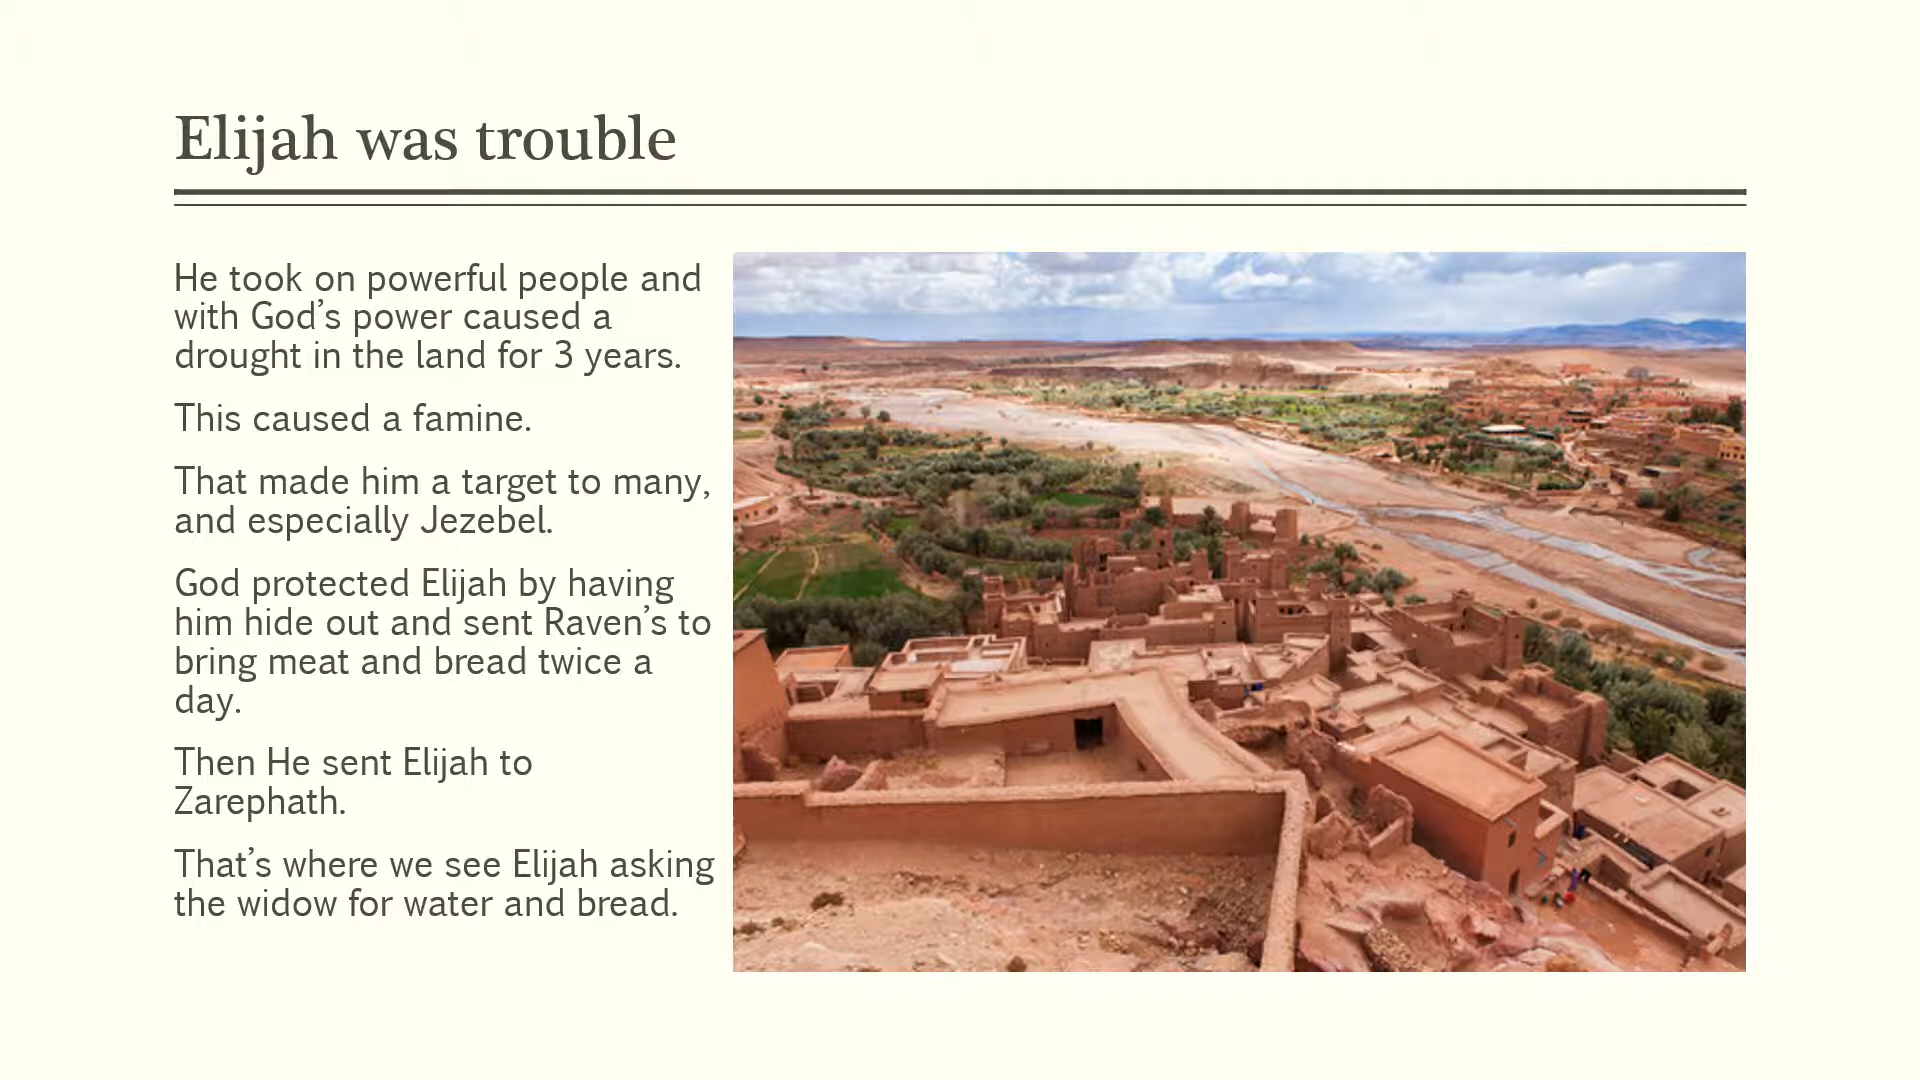 Elijah was trouble
He took on powerful people and
with God’s power caused a
drought in the land for 3 years.
This caused a famine.
That made him a target to many,
and especially Jezebel.
God protected Elijah by having
him hide out and sent Raven’s to
bring meat and bread twice a
day.
Then He sent Elijah to
Zarephath.
That’s where we see Elijah asking
the widow for water and bread.